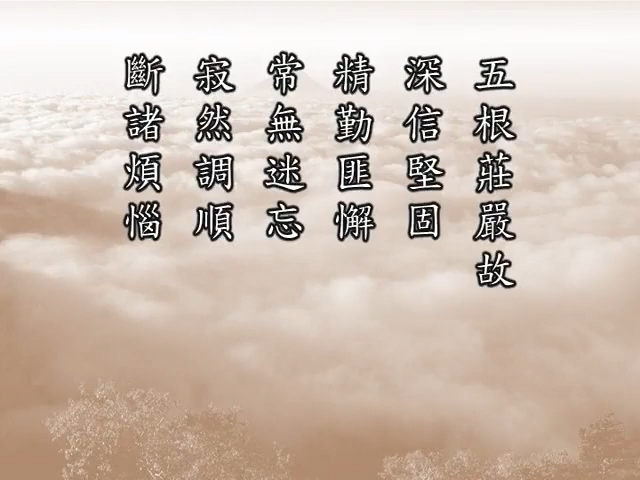 五根莊嚴故
深信堅固
精勤匪懈
常無迷忘
寂然調順
斷諸煩惱